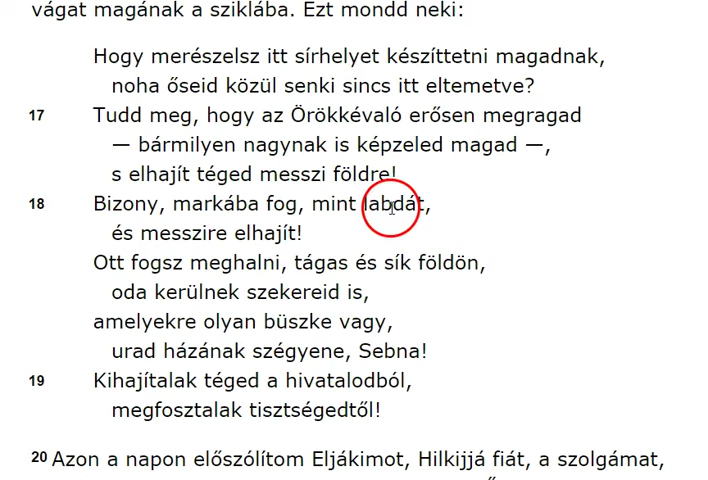 vágat magának a sziklába. Ezt mondd neki:
Hogy merészelsz itt sírhelyet készíttetni magadnak,
noha őseid közül senki sincs itt eltemetve?
17 Tudd meg, hogy az Örökkévaló erősen megragad
— bármilyen nagynak is képzeled magad —,
s elhajít téged messzi földre!
18 Bizony, markába fog, mint labdát,
és messzire elhajít!
Ott fogsz meghalni, tágas és sík földön,
oda kerülnek szekereid is,
amelyekre olyan büszke vagy,
urad házának szégyene, Sebna!
19 Kihajítalak téged a hivatalodból,
megfosztalak tisztségedtől!
20 Azon a napon előszólítom Eljákimot, Hilkijjá fiát, a szolgámat,